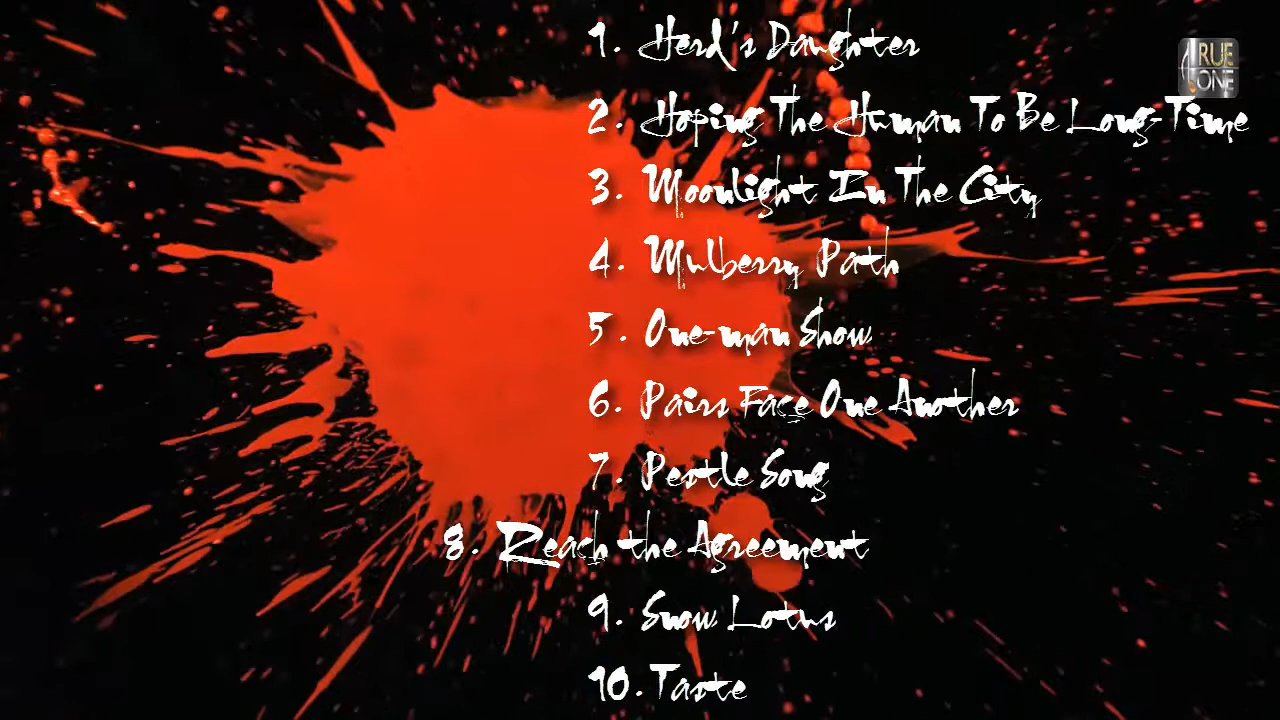 1. Herd's Daughter
TRUE TONE
2. Hoping The Human To Be Long-Time
3. Moonlight In The City
4. Mulberry Path
5. One-man Show
6. Pairs Face One Another
7. Pestle Song
8. Reach the Agreement
9. Snow Lotus
10. Taste